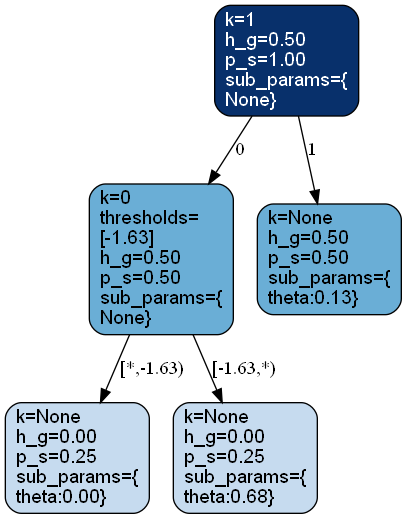 k=1
h_g=0.50
p_s=1.00
sub_params={
None}
0
1
k=0
thresholds=
[-1.63]
h_g=0.50
p_s=0.50
sub_params={
None}
k=None
h_g=0.50
p_s=0.50
sub_params={
theta:0.13}
[*,-1.63)
[-1.63,*)
k=None
h_g=0.00
p_s=0.25
sub_params={
theta:0.00}
k=None
h_g=0.00
p_s=0.25
sub_params={
theta:0.68}